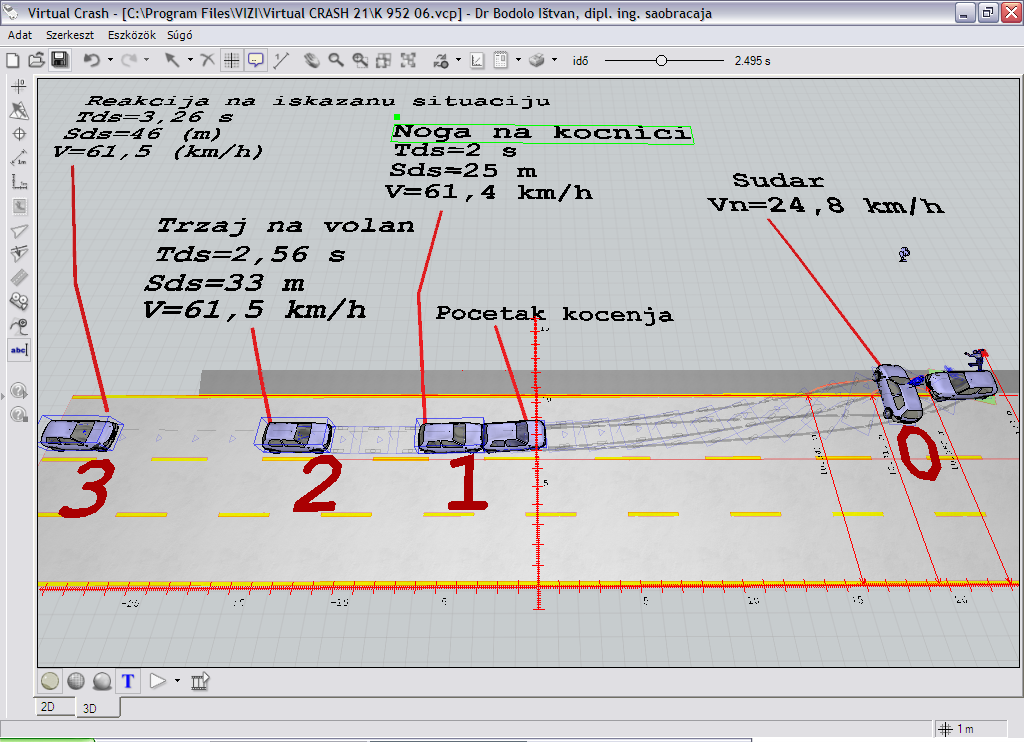 Virtual Crash - [C:\Program Files\VIZI\Virtual CRASH 21\K 952 06.vcp] - Dr Bodolo Ištvan, dipl. ing. saobracaja
Adat Szerkeszt Eszközök Súgó
idő 2.495 s
Reakcija na iskazanu situaciju
Tds=3,26 s
Sds=46 (m)
V=61,5 (km/h)
Noga na kocnici
Tds=2 s
Sds=25 m
V=61,4 km/h
Sudar
Vn=24,8 km/h
Trzaj na volan
Tds=2,56 s
Sds=33 m
V=61,5 km/h
Pocetak kocenja
3
2
1
0
abc
T
2D
3D
1 m